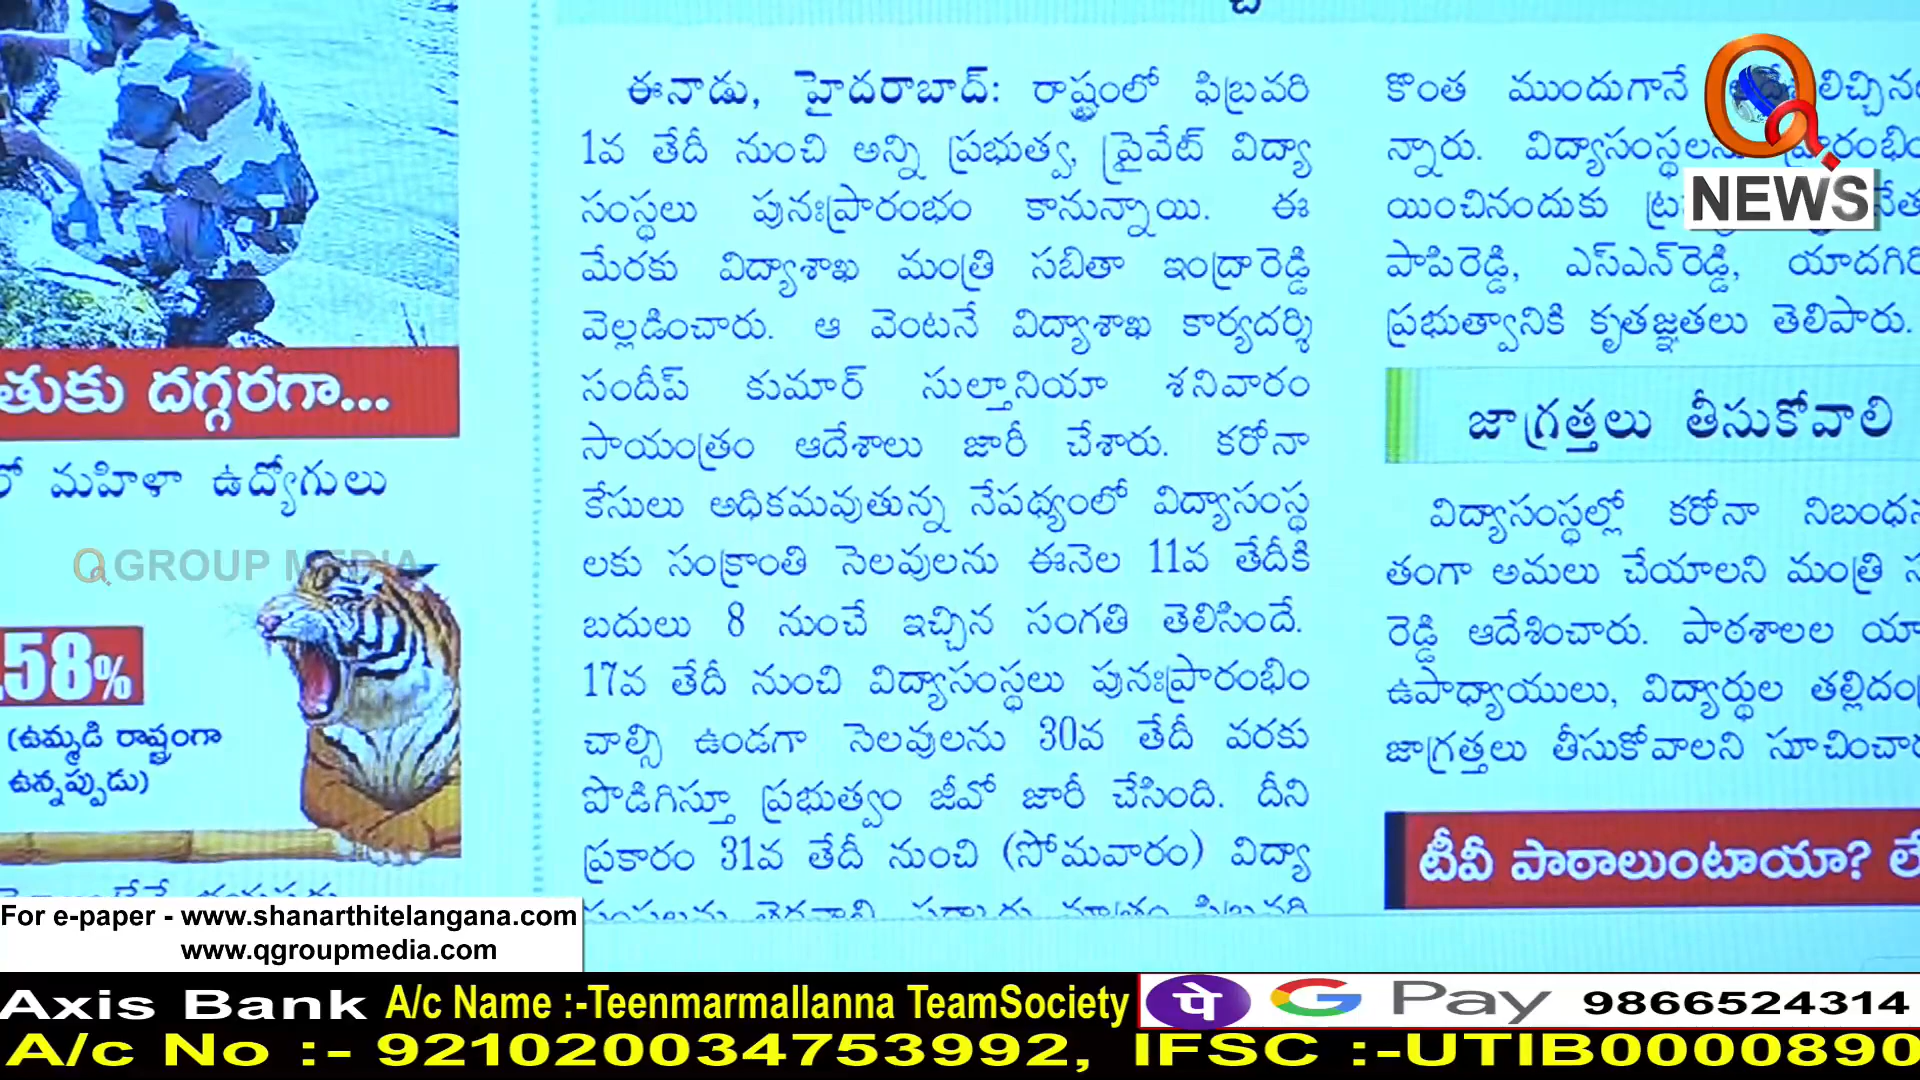 తుకు దగ్గరగా...
మహిళా ఉద్యోగులు
QGROUP MEDIA
.58%
(ఉమ్మడి రాష్ట్రంగా
ఉన్నప్పుడు)
ఈనాడు, హైదరాబాద్: రాష్ట్రంలో ఫిబ్రవరి
1వ తేదీ నుంచి అన్ని ప్రభుత్వ, ప్రైవేట్ విద్యా
సంస్థలు పునఃప్రారంభం కానున్నాయి. ఈ
మేరకు విద్యాశాఖ మంత్రి సబితా ఇంద్రారెడ్డి
వెల్లడించారు. ఆ వెంటనే విద్యాశాఖ కార్యదర్శి
సందీప్ కుమార్ సుల్తానియా శనివారం
సాయంత్రం ఆదేశాలు జారీ చేశారు. కరోనా
కేసులు అధికమవుతున్న నేపథ్యంలో విద్యాసంస్థ
లకు సంక్రాంతి సెలవులను ఈనెల 11వ తేదీకి
బదులు 8 నుంచే ఇచ్చిన సంగతి తెలిసిందే.
17వ తేదీ నుంచి విద్యాసంస్థలు పునఃప్రారంభిం
చాల్సి ఉండగా సెలవులను 30వ తేదీ వరకు
పొడిగిస్తూ ప్రభుత్వం జీవో జారీ చేసింది. దీని
ప్రకారం 31వ తేదీ నుంచి (సోమవారం) విద్యా
కొంత ముందుగానే
న్నారు. విద్యాసంస్థలను
యించినందుకు
పాపిరెడ్డి, ఎస్ఎన్‌రెడ్డి, యాదగిరి
ప్రభుత్వానికి కృతజ్ఞతలు తెలిపారు.
జాగ్రత్తలు తీసుకోవాలి
విద్యాసంస్థల్లో కరోనా నిబంధన
తంగా అమలు చేయాలని మంత్రి స
రెడ్డి ఆదేశించారు. పాఠశాలల యా
ఉపాధ్యాయులు, విద్యార్థుల తల్లిదం
జాగ్రత్తలు తీసుకోవాలని సూచించా
టీవీ పాఠాలుంటాయా? లే
Q
NEWS
For e-paper - www.shanarthitelangana.com
www.qgroupmedia.com
Axis Bank A/c Name :-Teenmarmallanna TeamSociety पे G Pay 9866524314
A/c No :- 921020034753992, IFSC :-UTIB0000890